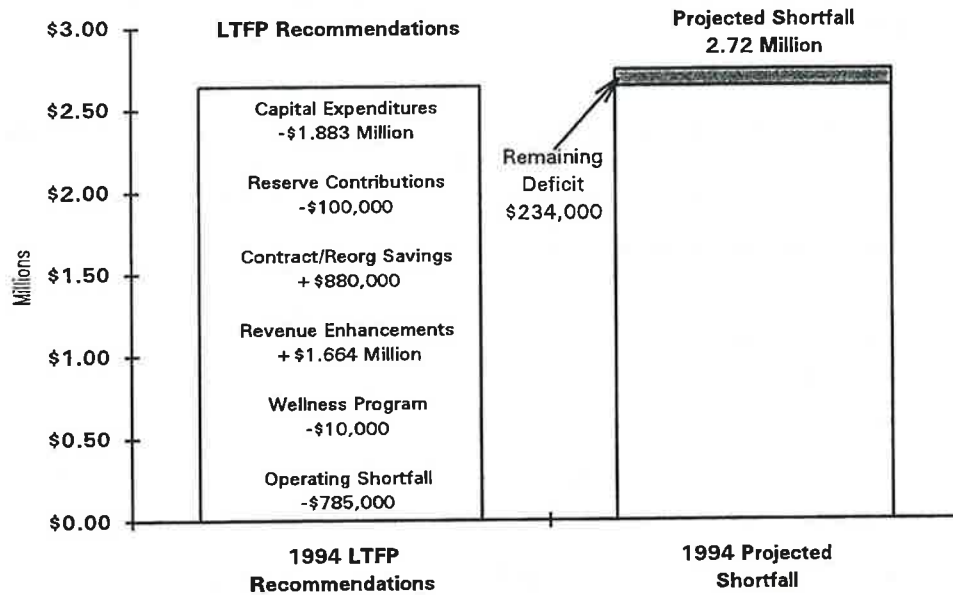 LTFP Recommendations
Projected Shortfall
2.72 Million
$3.00
$2.50
$2.00
$1.50
$1.00
$0.50
$0.00
Millions
Capital Expenditures
-$1.883 Million
Reserve Contributions
-$100,000
Contract/Reorg Savings
+$880,000
Revenue Enhancements
+$1.664 Million
Wellness Program
-$10,000
Operating Shortfall
-$785,000
Remaining
Deficit
$234,000
1994 LTFP
Recommendations
1994 Projected
Shortfall